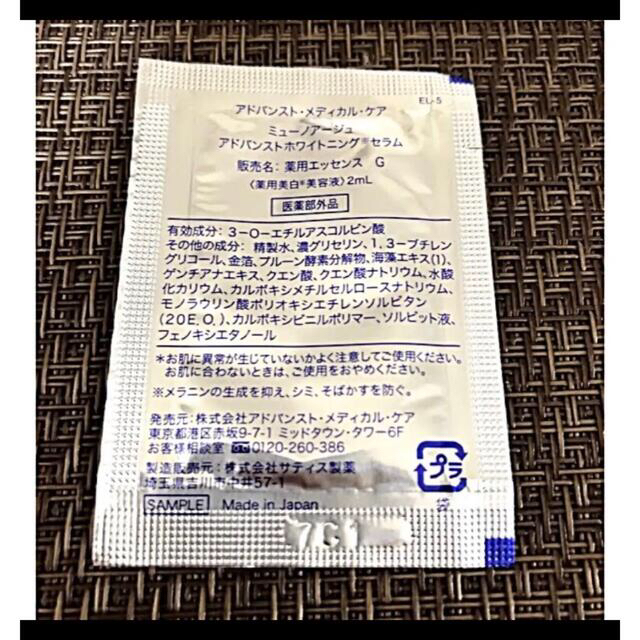 EL-5
アドバンスト・メディカル・ケア
ミューノアージュ
アドバンストホワイトニング※セラム
販売名：薬用エッセンス G
〈薬用美白※美容液〉2mL
医薬部外品
有効成分：3-O-エチルアスコルビン酸
その他の成分：精製水、濃グリセリン、1,3-ブチレン
グリコール、金箔、プルーン酵素分解物、海藻エキス(1)、
ゲンチアナエキス、クエン酸、クエン酸ナトリウム、水酸
化カリウム、カルボキシメチルセルロースナトリウム、
モノラウリン酸ポリオキシエチレンソルビタン
(20E.O.)、カルボキシビニルポリマー、ソルビット液、
フェノキシエタノール
＊お肌に異常が生じていないかよく注意してご使用ください。
お肌に合わないときは、ご使用をおやめください。
※メラニンの生成を抑え、シミ、そばかすを防ぐ。
発売元：株式会社アドバンスト・メディカル・ケア
東京都港区赤坂9-7-1 ミッドタウン・タワー6F
お客様相談室 0120-260-386
製造販売元：株式会社サティス製薬
埼玉県吉川市中井57-1
SAMPLE Made in Japan
プラ
袋